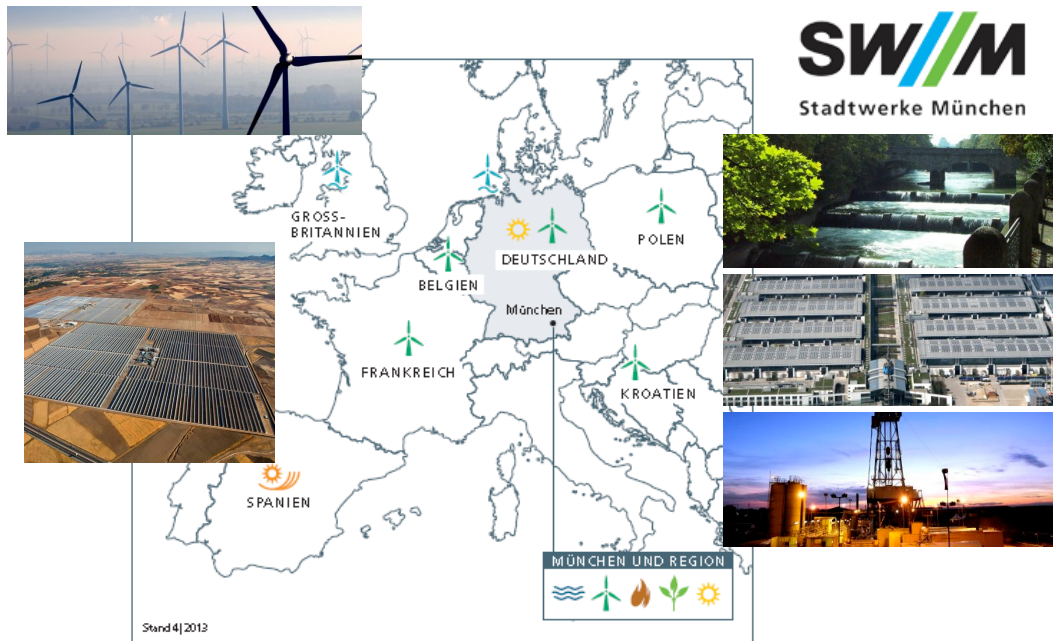 SW//M
Stadtwerke München
GROSS-
BRITANNIEN
POLEN
DEUTSCHLAND
BELGIEN
München
FRANKREICH
KROATIEN
SPANIEN
MÜNCHEN UND REGION
Stand 4|2013